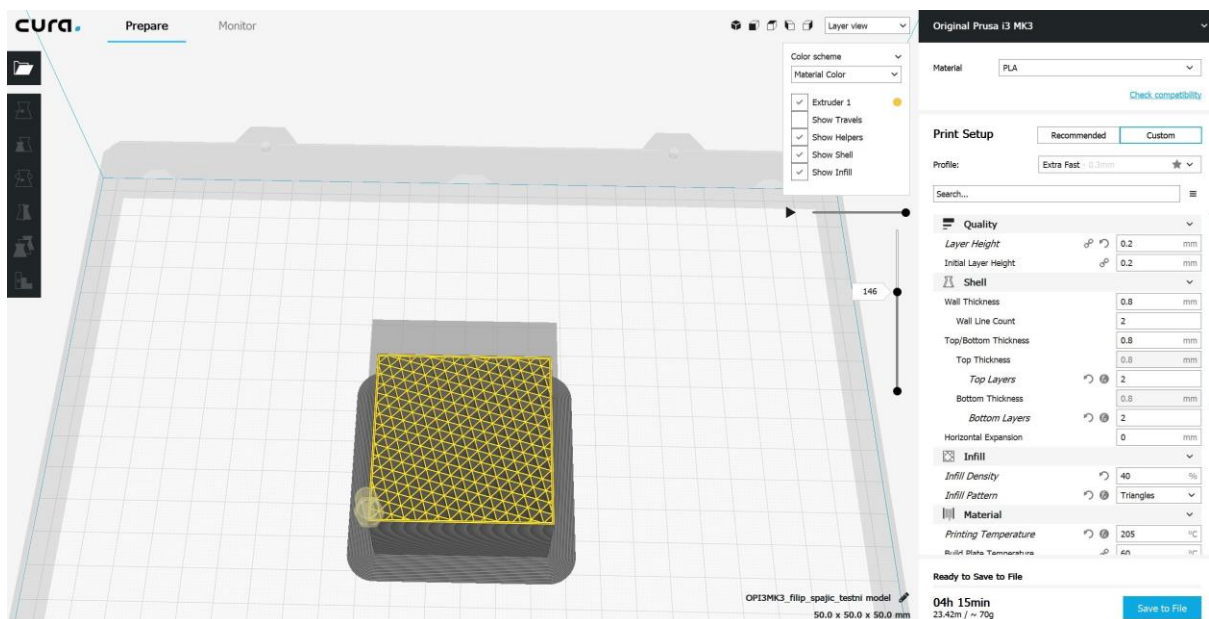 cura.
Prepare Monitor
Layer view
Original Prusa i3 MK3
Color scheme
Material Color
Extruder 1
Show Travels
Show Helpers
Show Shell
Show Infill
146
OPI3MK3_filip_spajic_testni model
50.0 x 50.0 x 50.0 mm
Material PLA
Check compatibility
Print Setup Recommended Custom
Profile: Extra Fast - 0.3mm
Search...
Quality
Layer Height 0.2 mm
Initial Layer Height 0.2 mm
Shell
Wall Thickness 0.8 mm
Wall Line Count 2
Top/Bottom Thickness 0.8 mm
Top Thickness 0.8 mm
Top Layers 2
Bottom Thickness 0.8 mm
Bottom Layers 2
Horizontal Expansion 0 mm
Infill
Infill Density 40 %
Infill Pattern Triangles
Material
Printing Temperature 205 °C
Build Plate Temperature 60 °C
Ready to Save to File
04h 15min
23.42m / ~ 70g
Save to File